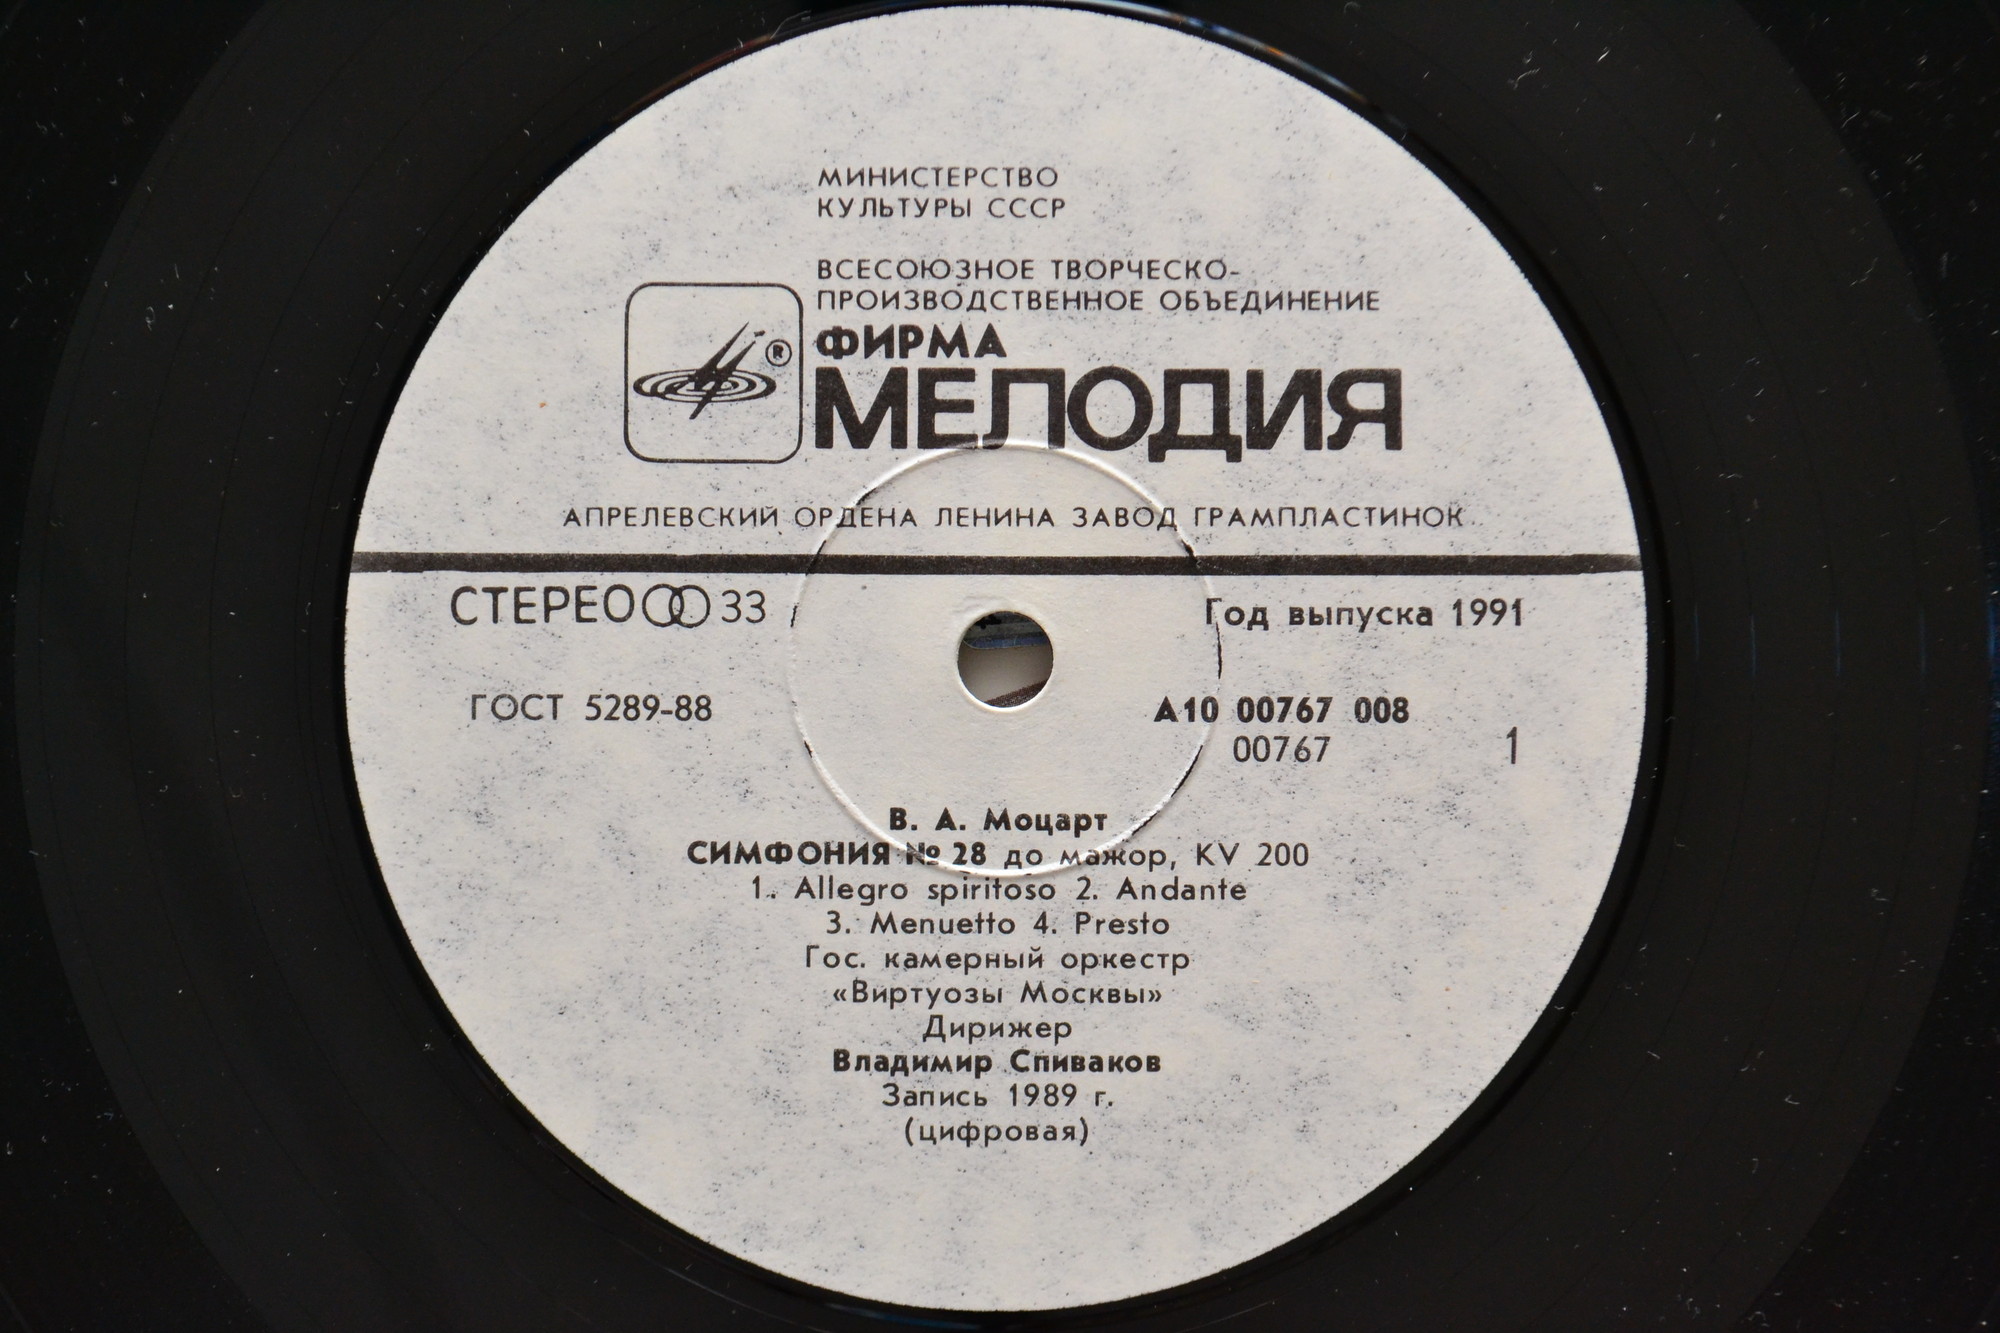 МИНИСТЕРСТВО
КУЛЬТУРЫ СССР
ВСЕСОЮЗНОЕ ТВОРЧЕСКО-
ПРОИЗВОДСТВЕННОЕ ОБЪЕДИНЕНИЕ
ФИРМА
®
МЕЛОДИЯ
АПРЕЛЕВСКИЙ ОРДЕНА ЛЕНИНА ЗАВОД ГРАМПЛАСТИНОК
СТЕРЕО 33
Год выпуска 1991
ГОСТ 5289-88
А10 00767 008
00767
1
В. А. Моцарт
СИМФОНИЯ № 28 до мажор, KV 200
1. Allegro spiritoso 2. Andante
3. Menuetto 4. Presto
Гос. камерный оркестр
«Виртуозы Москвы»
Дирижер
Владимир Спиваков
Запись 1989 г.
(цифровая)